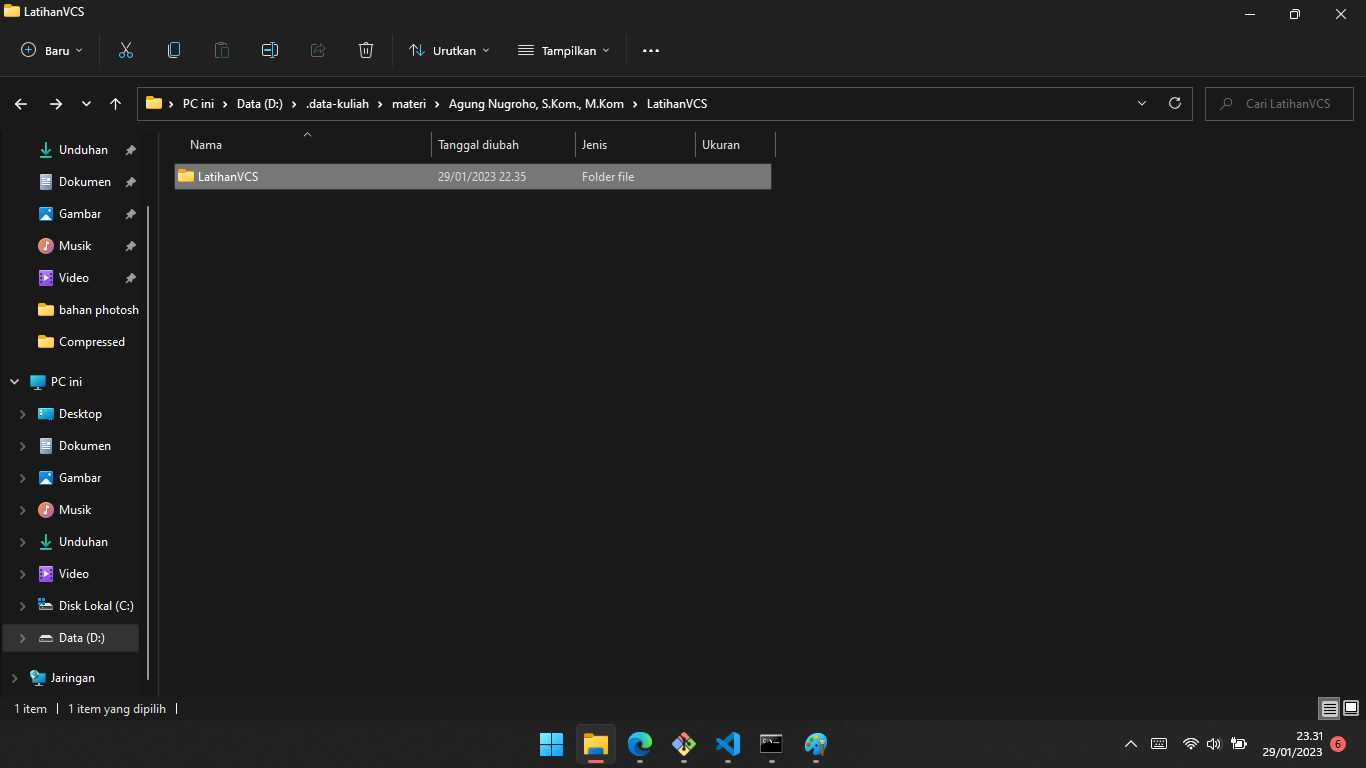 LatihanVCS
Baru
Urutkan
Tampilkan
PC ini
Data (D:)
.data-kuliah
materi
Agung Nugroho, S.Kom., M.Kom
LatihanVCS
Cari LatihanVCS
Nama
Tanggal diubah
Jenis
Ukuran
LatihanVCS
29/01/2023 22.35
Folder file
Unduhan
Dokumen
Gambar
Musik
Video
bahan photosh
Compressed
PC ini
Desktop
Dokumen
Gambar
Musik
Unduhan
Video
Disk Lokal (C:)
Data (D:)
Jaringan
1 item
1 item yang dipilih
23.31
29/01/2023
6